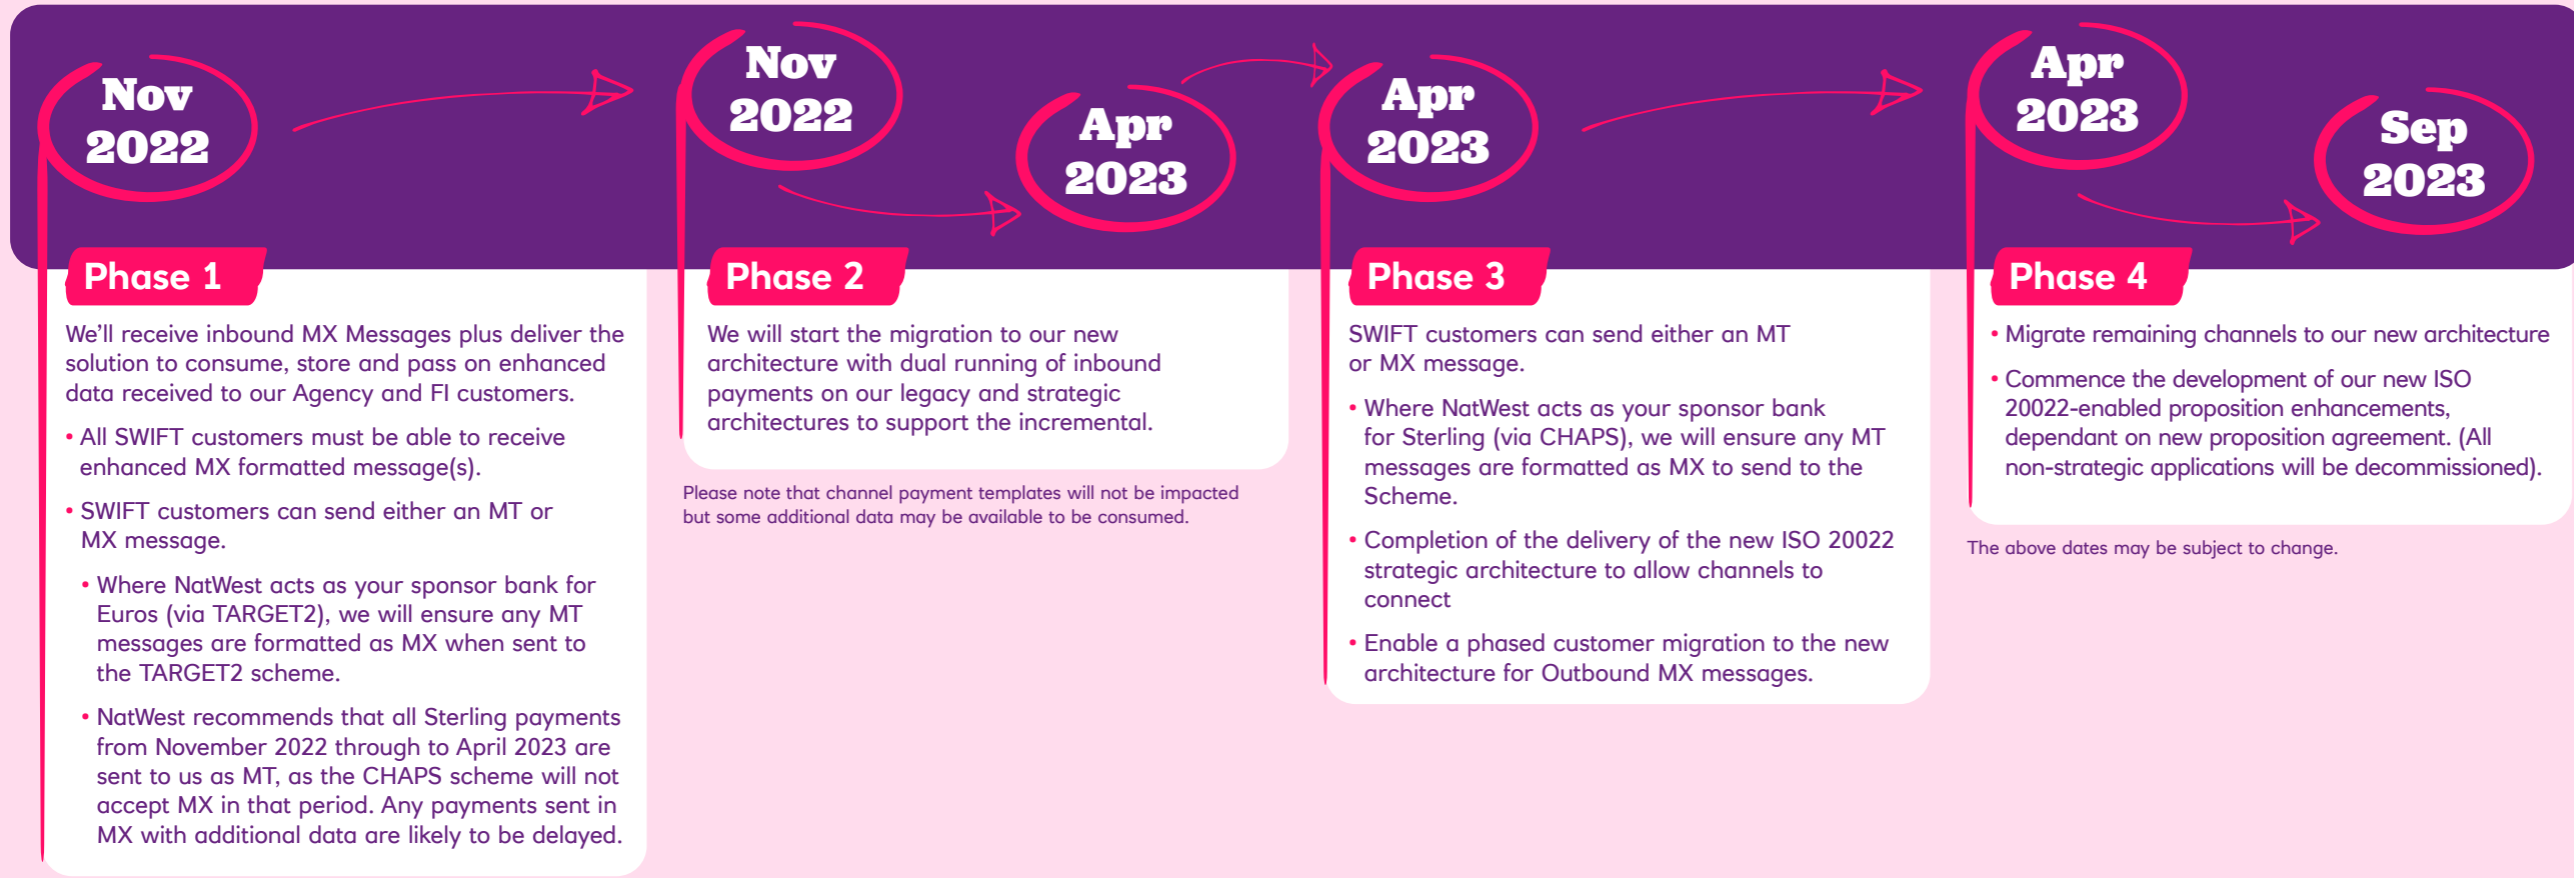 Nov
2022
Nov
2022
Apr
2023
Apr
2023
Apr
2023
Sep
2023
Phase 1
We’ll receive inbound MX Messages plus deliver the
solution to consume, store and pass on enhanced
data received to our Agency and FI customers.
• All SWIFT customers must be able to receive
enhanced MX formatted message(s).
• SWIFT customers can send either an MT or
MX message.
• Where NatWest acts as your sponsor bank for
Euros (via TARGET2), we will ensure any MT
messages are formatted as MX when sent to
the TARGET2 scheme.
• NatWest recommends that all Sterling payments
from November 2022 through to April 2023 are
sent to us as MT, as the CHAPS scheme will not
accept MX in that period. Any payments sent in
MX with additional data are likely to be delayed.
Phase 2
We will start the migration to our new
architecture with dual running of inbound
payments on our legacy and strategic
architectures to support the incremental.
Please note that channel payment templates will not be impacted
but some additional data may be available to be consumed.
Phase 3
SWIFT customers can send either an MT
or MX message.
• Where NatWest acts as your sponsor bank
for Sterling (via CHAPS), we will ensure any MT
messages are formatted as MX to send to the
Scheme.
• Completion of the delivery of the new ISO 20022
strategic architecture to allow channels to
connect
• Enable a phased customer migration to the new
architecture for Outbound MX messages.
Phase 4
• Migrate remaining channels to our new architecture
• Commence the development of our new ISO
20022-enabled proposition enhancements,
dependant on new proposition agreement. (All
non-strategic applications will be decommissioned).
The above dates may be subject to change.